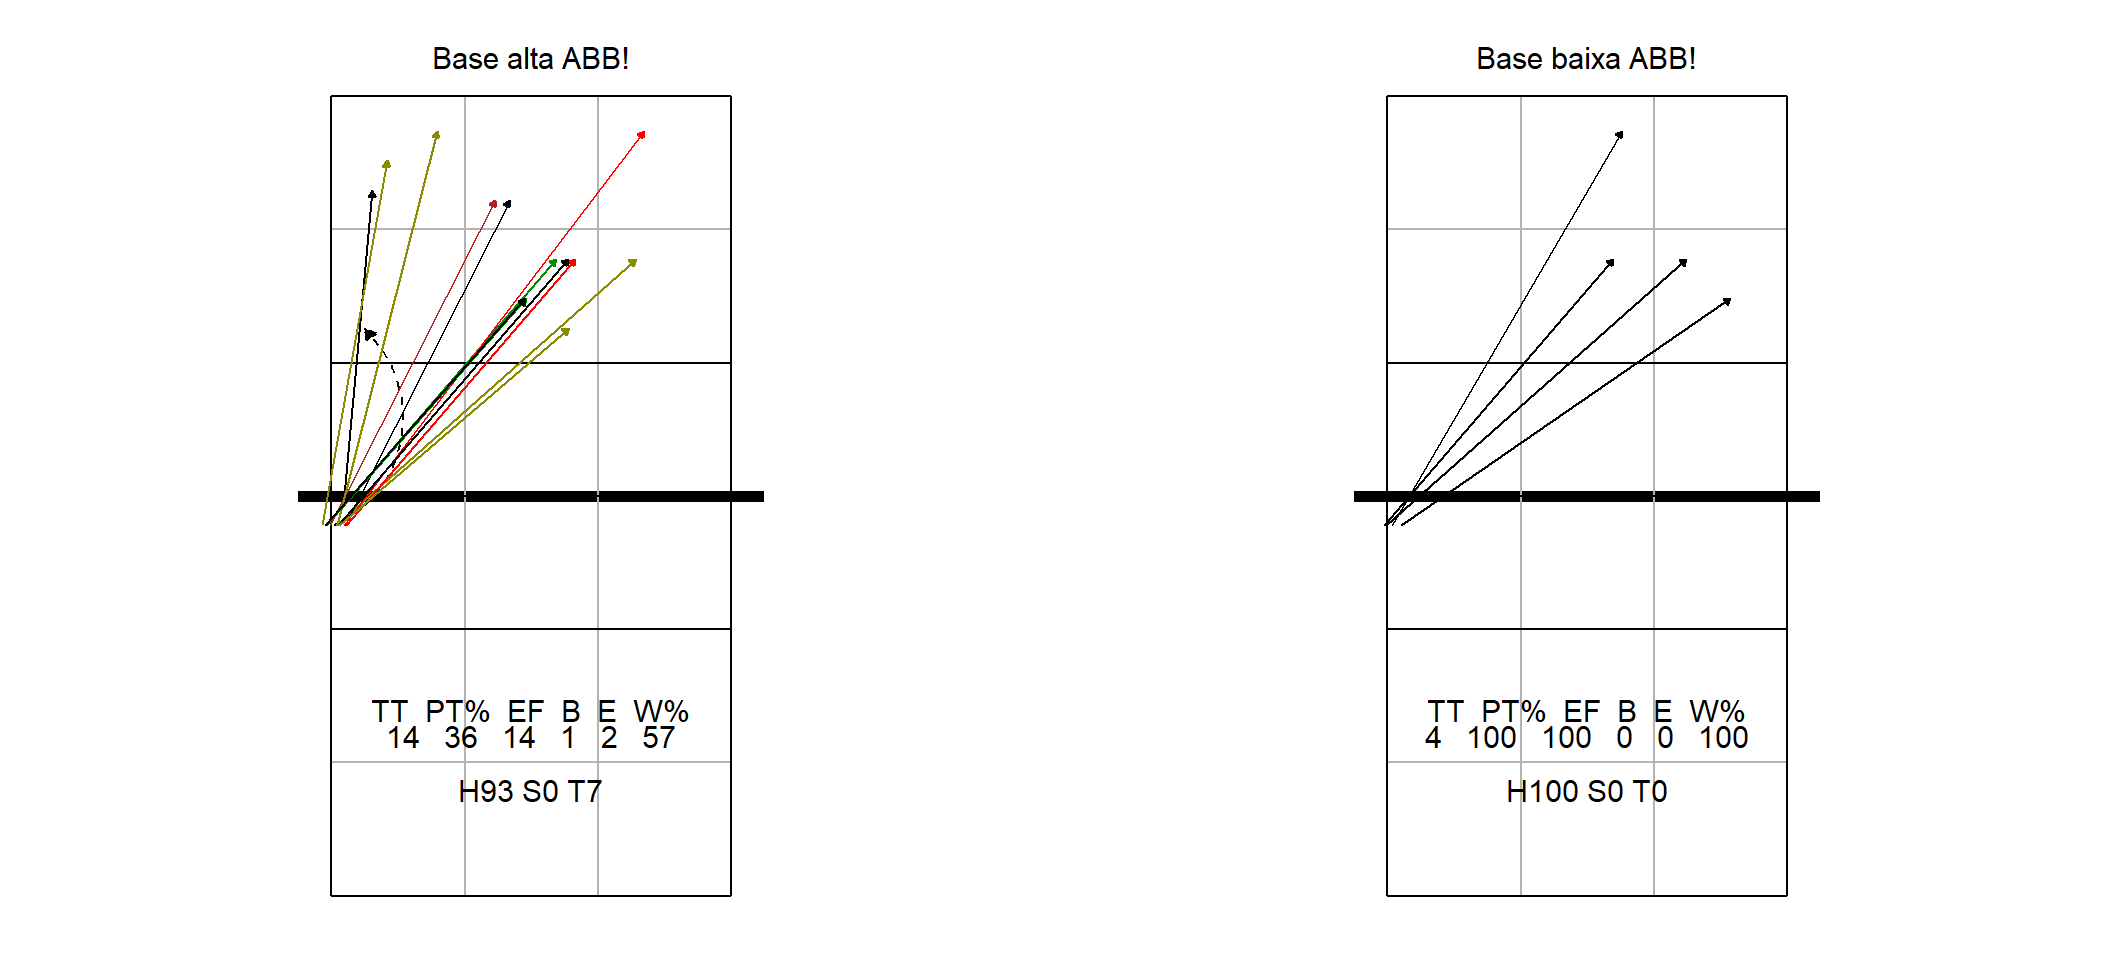 Base alta ABB!
TT PT% EF B E W%
14 36 14 1 2 57
H93 S0 T7
Base baixa ABB!
TT PT% EF B E W%
4 100 100 0 0 100
H100 S0 T0